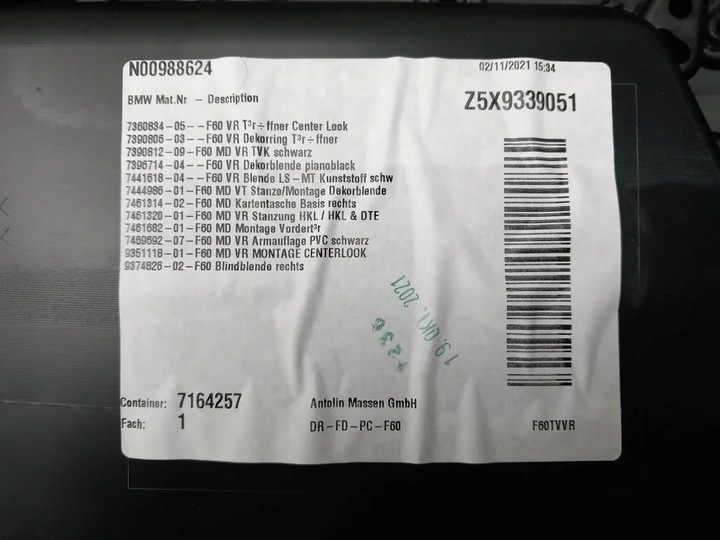 N00988624
02/11/2021 15:34
BMW Mat.Nr - Description
Z5X9339051
7360834-05--F60 VR T³r÷ffner Center Look
7390806-03--F60 VR Dekorring T³r÷ffner
7390812-09-F60 MD VR TVK schwarz
7396714-04--F60 VR Dekorblende pianoblack
7441618-04--F60 VR Blende LS-MT Kunststoff schw
7444986-01-F60 MD VT Stanze/Montage Dekorblende
7461314-02-F60 MD Kartentasche Basis rechts
7461320-01-F60 MD VR Stanzung HKL / HKL & DTE
7461682-01-F60 MD Montage Vordert³r
7469692-07-F60 MD VR Armauflage PVC schwarz
9351118-01-F60 MD VR MONTAGE CENTERLOOK
9374826-02-F60 Blindblende rechts
19. OKT. 2021
Container: 7164257
Antolin Massen GmbH
Fach: 1
DR-FD-PC-F60
F60TVVR